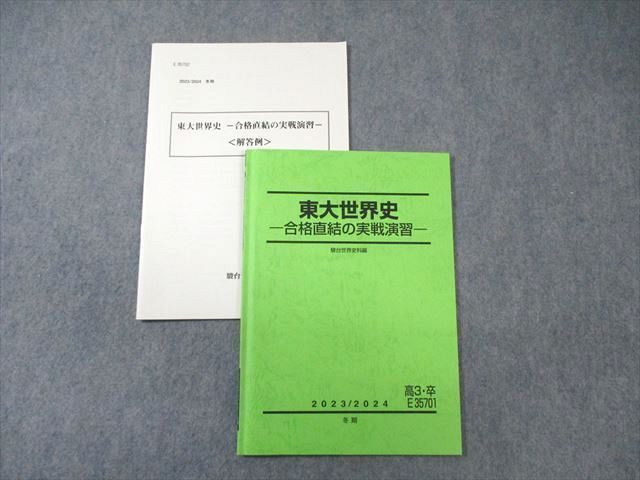 E 35702
2023/2024 冬期
東大世界史 －合格直結の実戦演習－
＜解答例＞
駿台
東大世界史
―合格直結の実戦演習―
駿台世界史科編
高3・卒
2023/2024
E 35701
冬期